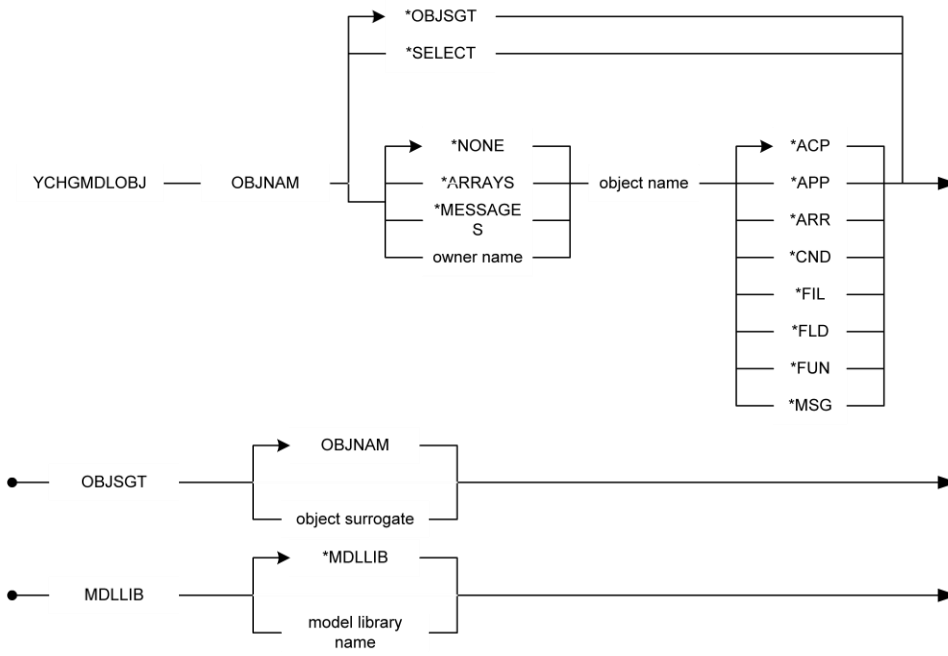 *OBJSGT
*SELECT
*NONE
*ACP
YCHGMDLOBJ
OBJNAM
*ARRAYS
object name
*APP
*MESSAGE
S
*ARR
owner name
*CND
*FIL
*FLD
*FUN
*MSG
OBJNAM
OBJSGT
object surrogate
*MDLLIB
MDLLIB
model library
name